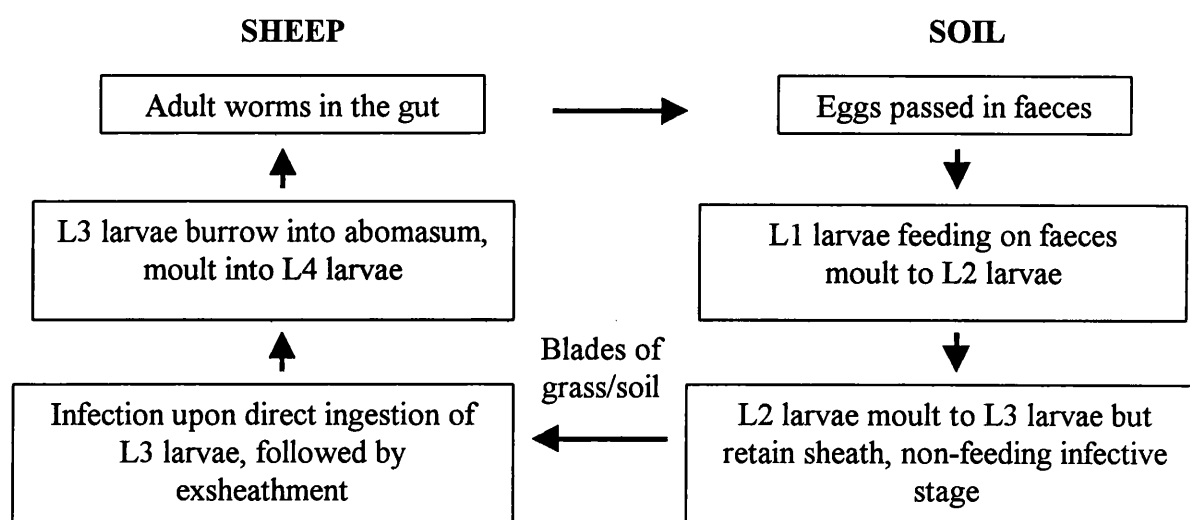 SHEEP
SOIL
Adult worms in the gut
Eggs passed in faeces
L3 larvae burrow into abomasum,
moult into L4 larvae
L1 larvae feeding on faeces
moult to L2 larvae
Blades of
grass/soil
Infection upon direct ingestion of
L3 larvae, followed by
exsheathment
L2 larvae moult to L3 larvae but
retain sheath, non-feeding infective
stage